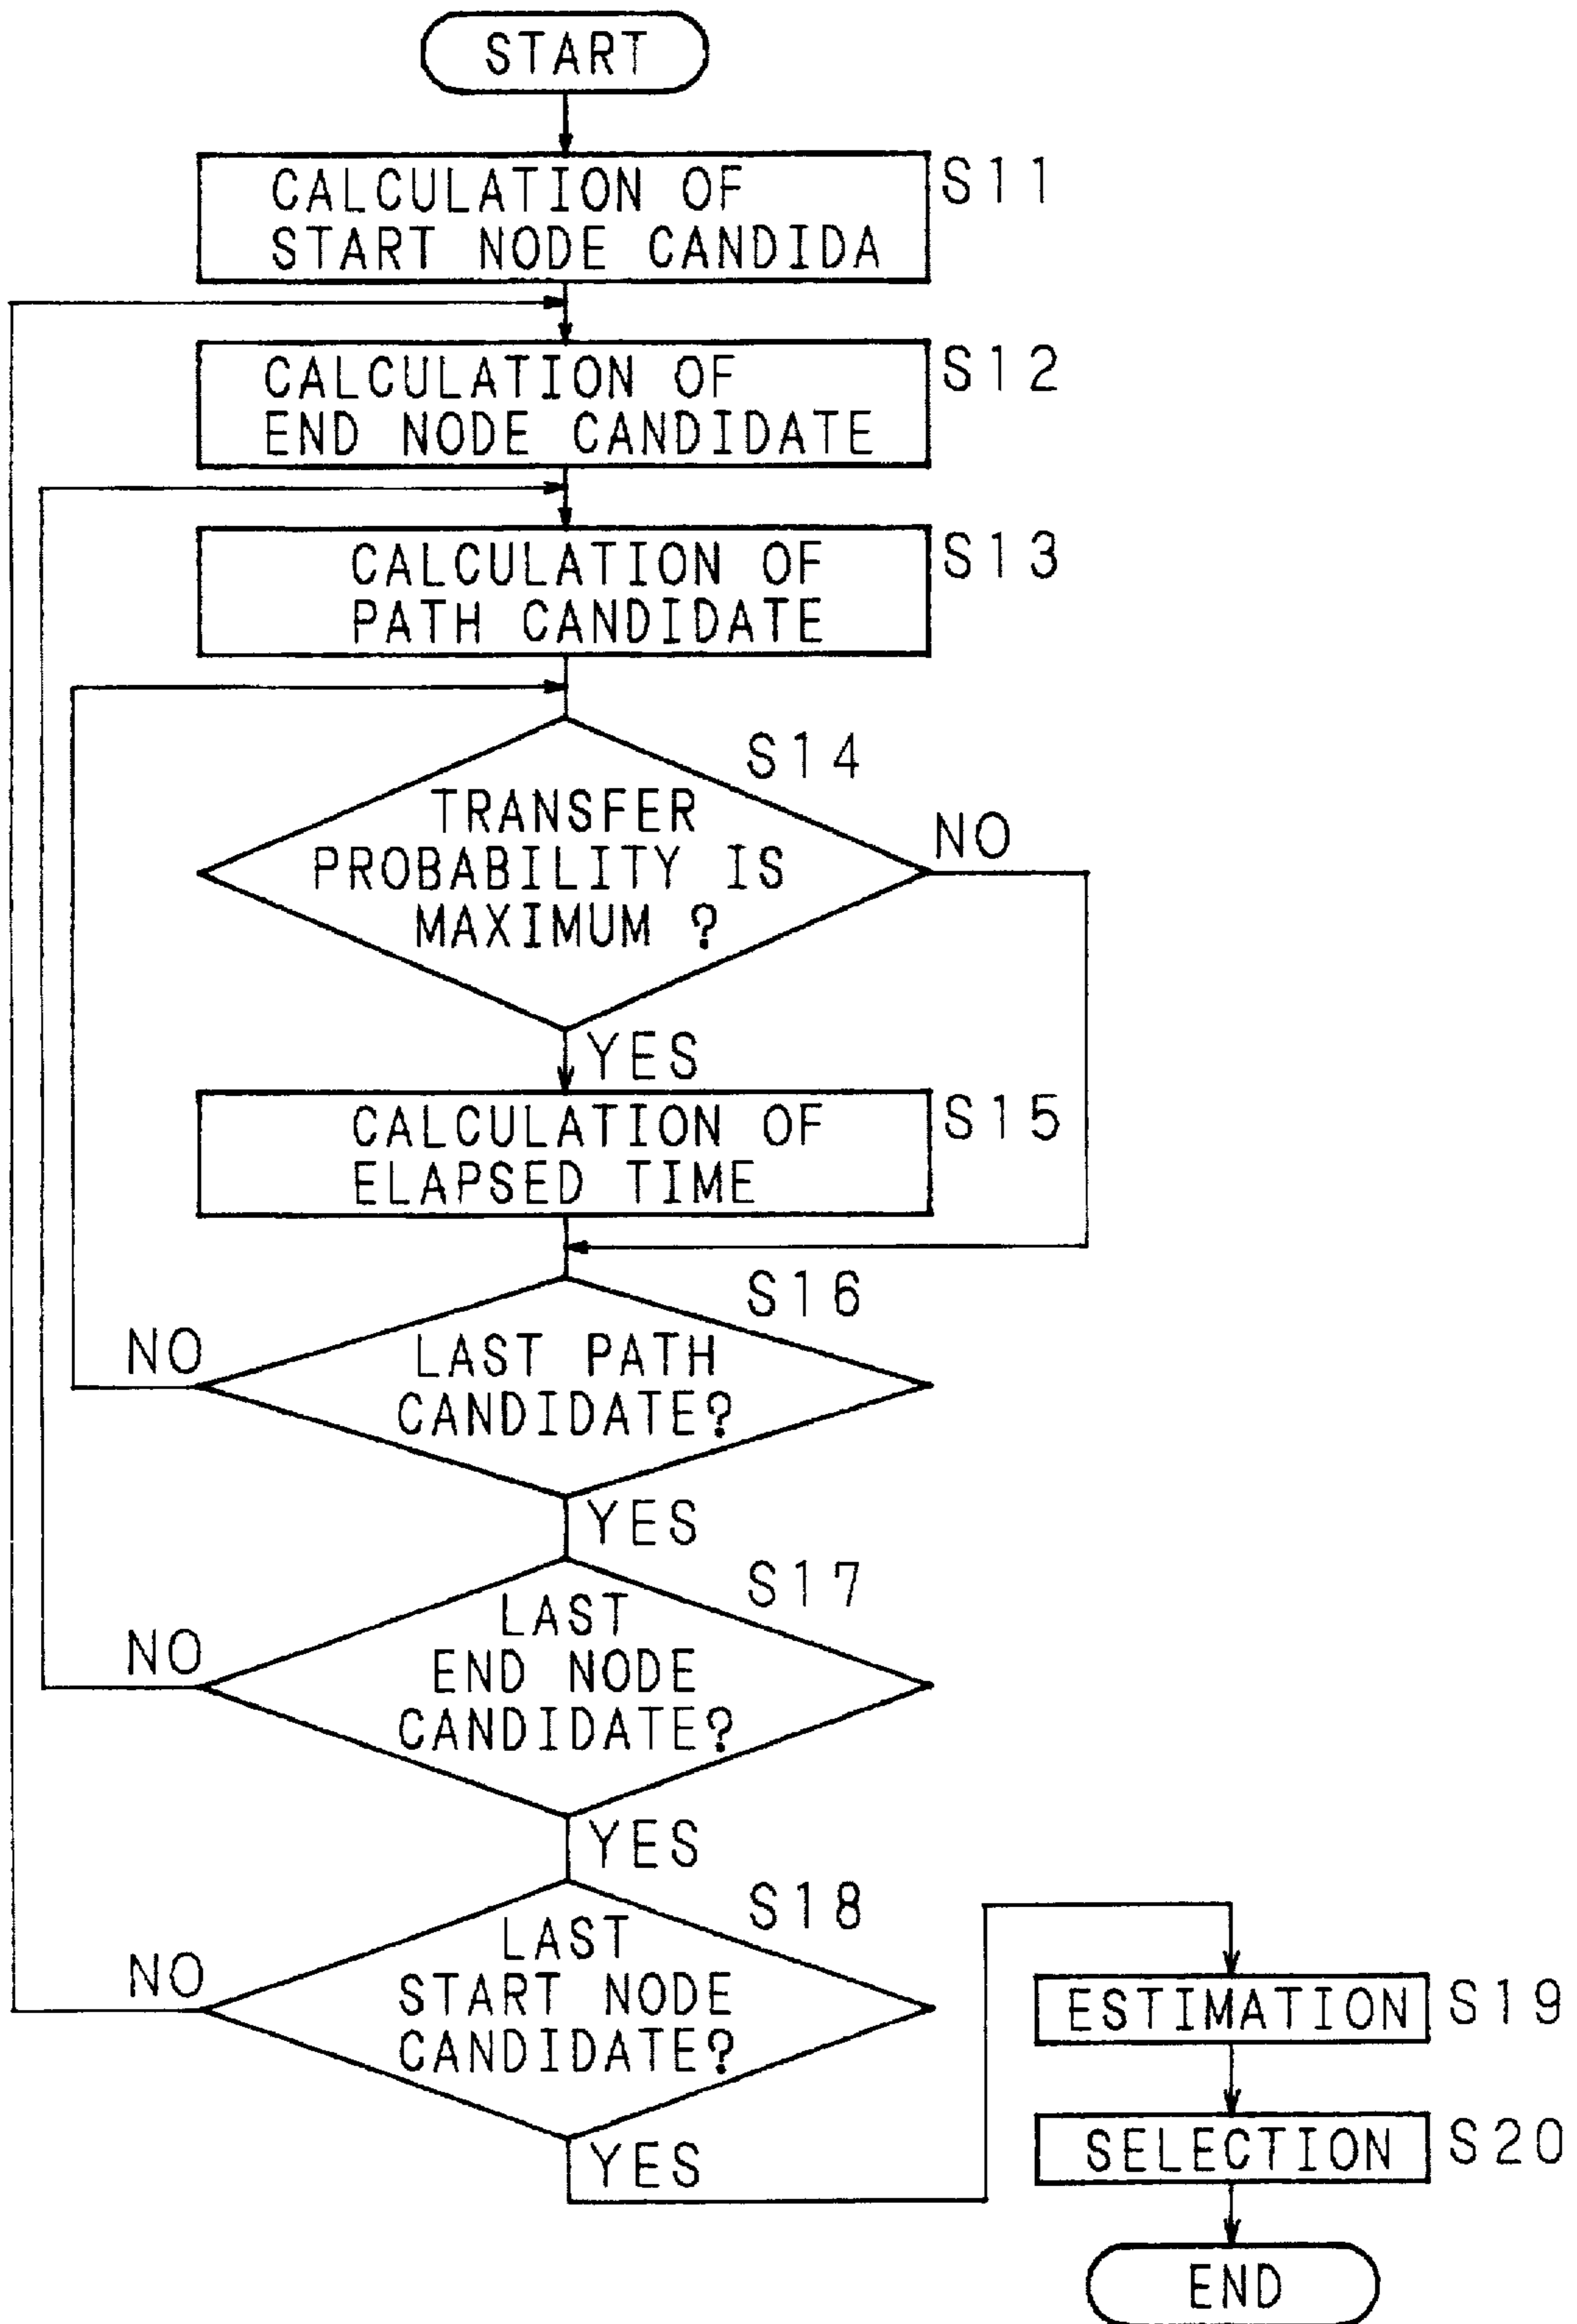 START
CALCULATION OF
START NODE CANDIDA
S11
CALCULATION OF
END NODE CANDIDATE
S12
CALCULATION OF
PATH CANDIDATE
S13
S14
TRANSFER
PROBABILITY IS
MAXIMUM ?
NO
YES
CALCULATION OF
ELAPSED TIME
S15
S16
LAST PATH
CANDIDATE?
NO
YES
S17
LAST
END NODE
CANDIDATE?
NO
YES
S18
LAST
START NODE
CANDIDATE?
NO
YES
ESTIMATION
S19
SELECTION
S20
END